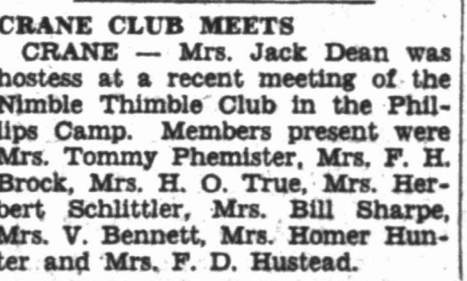 CRANE CLUB MEETS
CRANE — Mrs. Jack Dean was
hostess at a recent meeting of the
Nimble Thimble Club in the Phil-
lips Camp. Members present were
Mrs. Tommy Phemister, Mrs. F. H.
Brock, Mrs. H. O. True, Mrs. Her-
bert Schlittler, Mrs. Bill Sharpe,
Mrs. V. Bennett, Mrs. Homer Hun-
ter and Mrs. F. D. Hustead.